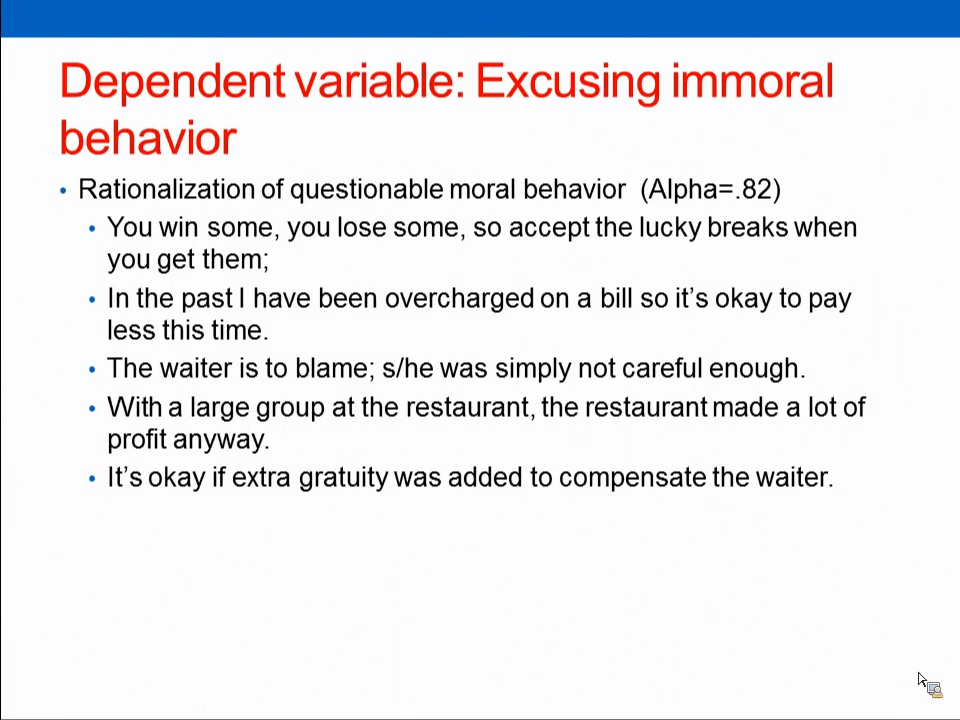 Dependent variable: Excusing immoral
behavior
• Rationalization of questionable moral behavior (Alpha=.82)
• You win some, you lose some, so accept the lucky breaks when
you get them;
• In the past I have been overcharged on a bill so it's okay to pay
less this time.
• The waiter is to blame; s/he was simply not careful enough.
• With a large group at the restaurant, the restaurant made a lot of
profit anyway.
• It's okay if extra gratuity was added to compensate the waiter.